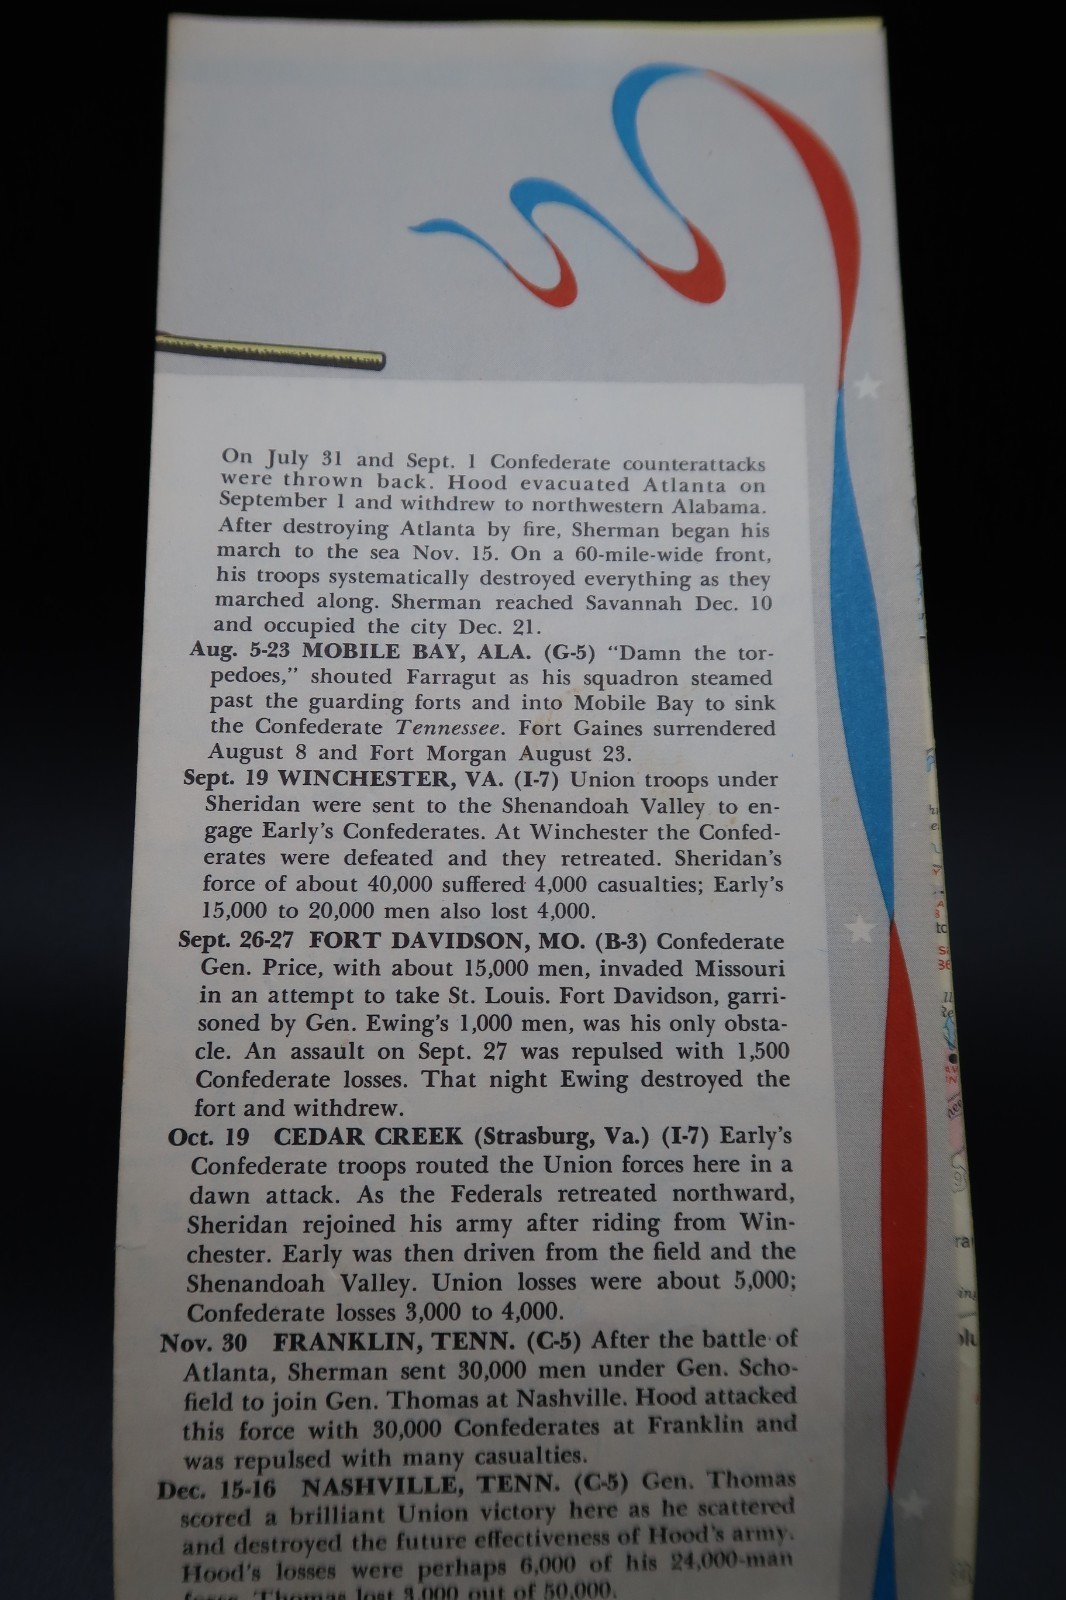 On July 31 and Sept. 1 Confederate counterattacks
were thrown back. Hood evacuated Atlanta on
September 1 and withdrew to northwestern Alabama.
After destroying Atlanta by fire, Sherman began his
march to the sea Nov. 15. On a 60-mile-wide front,
his troops systematically destroyed everything as they
marched along. Sherman reached Savannah Dec. 10
and occupied the city Dec. 21.
Aug. 5-23 MOBILE BAY, ALA. (G-5) “Damn the tor-
pedoes,” shouted Farragut as his squadron steamed
past the guarding forts and into Mobile Bay to sink
the Confederate Tennessee. Fort Gaines surrendered
August 8 and Fort Morgan August 23.
Sept. 19 WINCHESTER, VA. (I-7) Union troops under
Sheridan were sent to the Shenandoah Valley to en-
gage Early's Confederates. At Winchester the Confed-
erates were defeated and they retreated. Sheridan's
force of about 40,000 suffered 4,000 casualties; Early's
15,000 to 20,000 men also lost 4,000.
Sept. 26-27 FORT DAVIDSON, MO. (B-3) Confederate
Gen. Price, with about 15,000 men, invaded Missouri
in an attempt to take St. Louis. Fort Davidson, garri-
soned by Gen. Ewing's 1,000 men, was his only obsta-
cle. An assault on Sept. 27 was repulsed with 1,500
Confederate losses. That night Ewing destroyed the
fort and withdrew.
Oct. 19 CEDAR CREEK (Strasburg, Va.) (I-7) Early's
Confederate troops routed the Union forces here in a
dawn attack. As the Federals retreated northward,
Sheridan rejoined his army after riding from Win-
chester. Early was then driven from the field and the
Shenandoah Valley. Union losses were about 5,000;
Confederate losses 3,000 to 4,000.
Nov. 30 FRANKLIN, TENN. (C-5) After the battle of
Atlanta, Sherman sent 30,000 men under Gen. Scho-
field to join Gen. Thomas at Nashville. Hood attacked
this force with 30,000 Confederates at Franklin and
was repulsed with many casualties.
Dec. 15-16 NASHVILLE, TENN. (C-5) Gen. Thomas
scored a brilliant Union victory here as he scattered
and destroyed the future effectiveness of Hood's army.
Hood's losses were perhaps 6,000 of his 24,000-man
force. Thomas lost 3,000 out of 50,000.